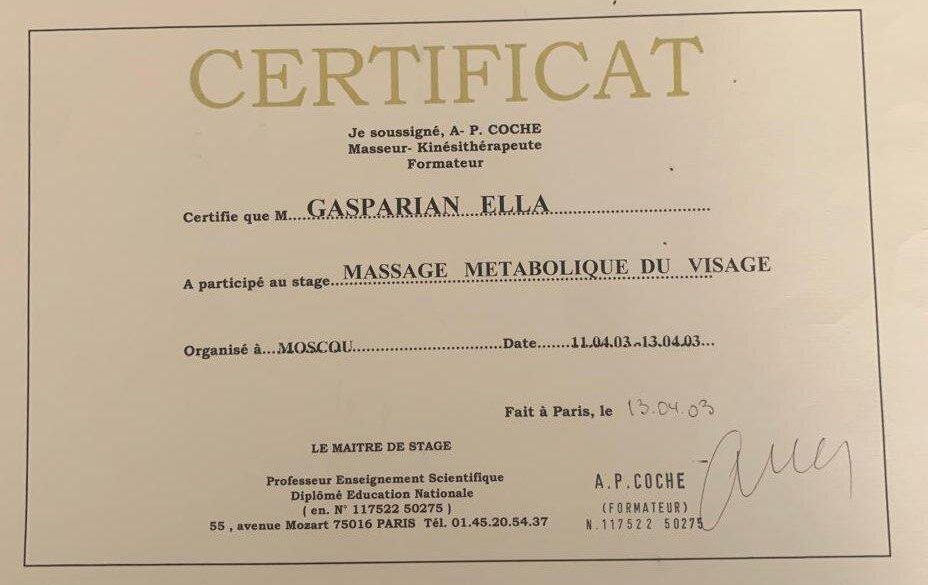 CERTIFICAT
Je soussigné, A- P. COCHE
Masseur- Kinésithérapeute
Formateur
Certifie que M....GASPARIAN ELLA
A participé au stage..MASSAGE METABOLIQUE DU VISAGE
Organisé à...MOSCOU..............................Date.......11.04.03-13.04.03...
Fait à Paris, le 13.04.03
LE MAITRE DE STAGE
Professeur Enseignement Scientifique
Diplômé Education Nationale
( en. N° 117522 50275 )
55 , avenue Mozart 75016 PARIS Tél. 01.45.20.54.37
A.P.COCHE
(FORMATEUR)
N.117522 50275